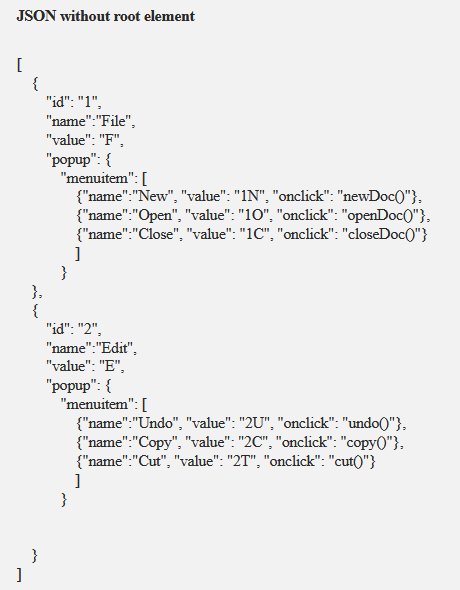 JSON without root element
[
{
"id": "1",
"name":"File",
"value": "F",
"popup": {
"menuitem": [
{"name":"New", "value": "1N", "onclick": "newDoc()"},
{"name":"Open", "value": "1O", "onclick": "openDoc()"},
{"name":"Close", "value": "1C", "onclick": "closeDoc()"}
]
}
},
{
"id": "2",
"name":"Edit",
"value": "E",
"popup": {
"menuitem": [
{"name":"Undo", "value": "2U", "onclick": "undo()"},
{"name":"Copy", "value": "2C", "onclick": "copy()"},
{"name":"Cut", "value": "2T", "onclick": "cut()"}
]
}
}
]